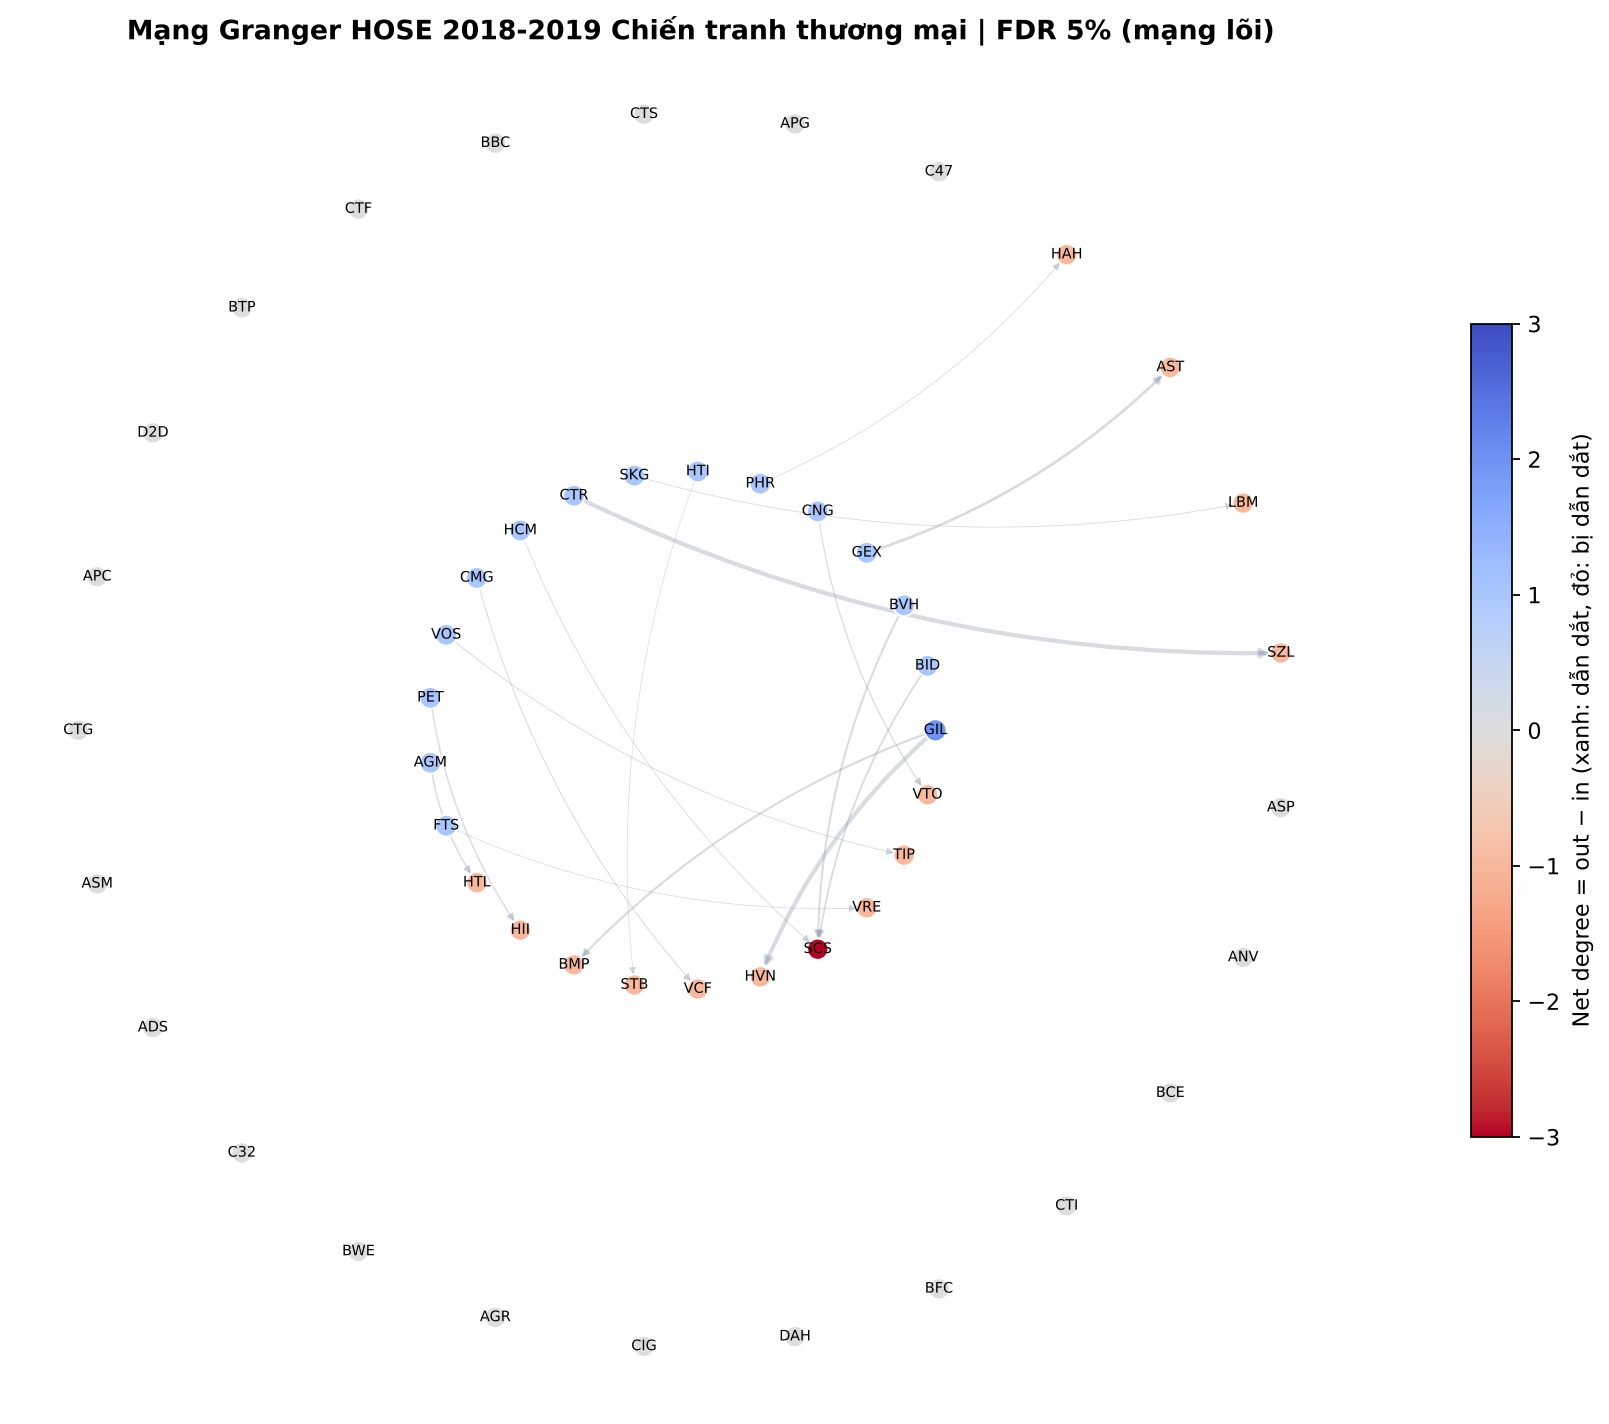 Mạng Granger HOSE 2018-2019 Chiến tranh thương mại | FDR 5% (mạng lõi)
CTS
APG
BBC
C47
CTF
HAH
BTP
AST
D2D
SKG
HTI
PHR
CTR
LBM
CNG
HCM
GEX
APC
CMG
BVH
VOS
SZL
BID
PET
CTG
GIL
AGM
VTO
ASP
FTS
TIP
ASM
HTL
VRE
HII
SCS
ANV
BMP
HVN
STB
VCF
ADS
BCE
C32
CTI
BWE
BFC
AGR
DAH
CIG
3
2
1
0
−1
−2
−3
Net degree = out − in (xanh: dẫn dắt, đỏ: bị dẫn dắt)